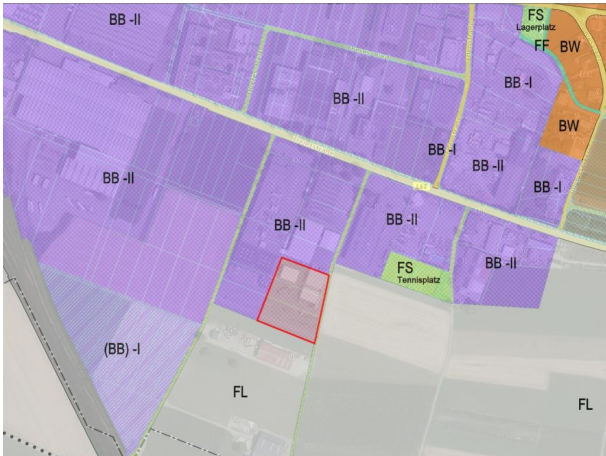 BB -II
FS
Lagerplatz
FF
BW
BB -I
BB -II
BW
BB -I
BB -II
BB -II
BB -I
BB -II
BB -II
FS
Tennisplatz
BB -II
(BB) -I
FL
FL